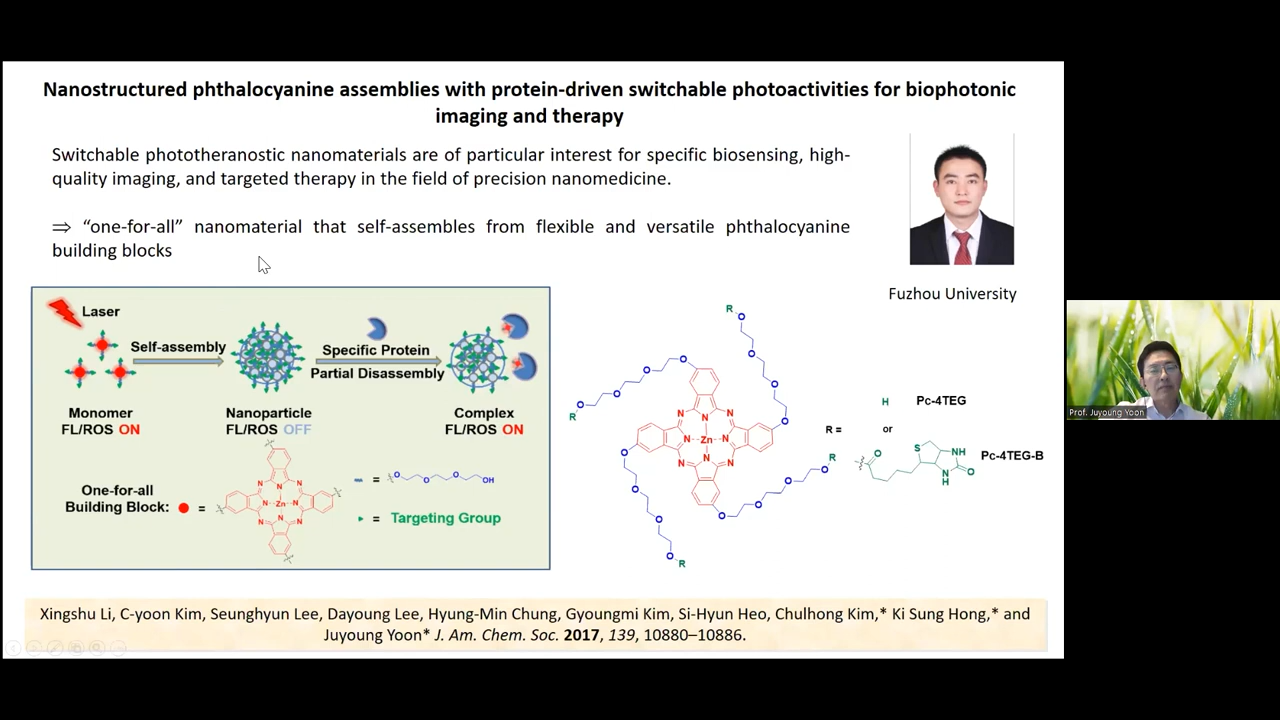 Nanostructured phthalocyanine assemblies with protein-driven switchable photoactivities for biophotonic
imaging and therapy
Switchable phototheranostic nanomaterials are of particular interest for specific biosensing, high-
quality imaging, and targeted therapy in the field of precision nanomedicine.
⇒ “one-for-all” nanomaterial that self-assembles from flexible and versatile phthalocyanine
building blocks
Fuzhou University
Laser
Self-assembly
Specific Protein
Partial Disassembly
Monomer
FL/ROS ON
Nanoparticle
FL/ROS OFF
Complex
FL/ROS ON
One-for-all
Building Block:
=
N N N N N N N N Zn
= O O O OH
= Targeting Group
R O O O O
R O O O O
R O O O O
R O O O O
N N N N N N N N Zn
R =
H Pc-4TEG
or
O S NH N H O Pc-4TEG-B
Prof. Juyoung Yoon
Xingshu Li, C-yoon Kim, Seunghyun Lee, Dayoung Lee, Hyung-Min Chung, Gyoungmi Kim, Si-Hyun Heo, Chulhong Kim,* Ki Sung Hong,* and
Juyoung Yoon* J. Am. Chem. Soc. 2017, 139, 10880–10886.